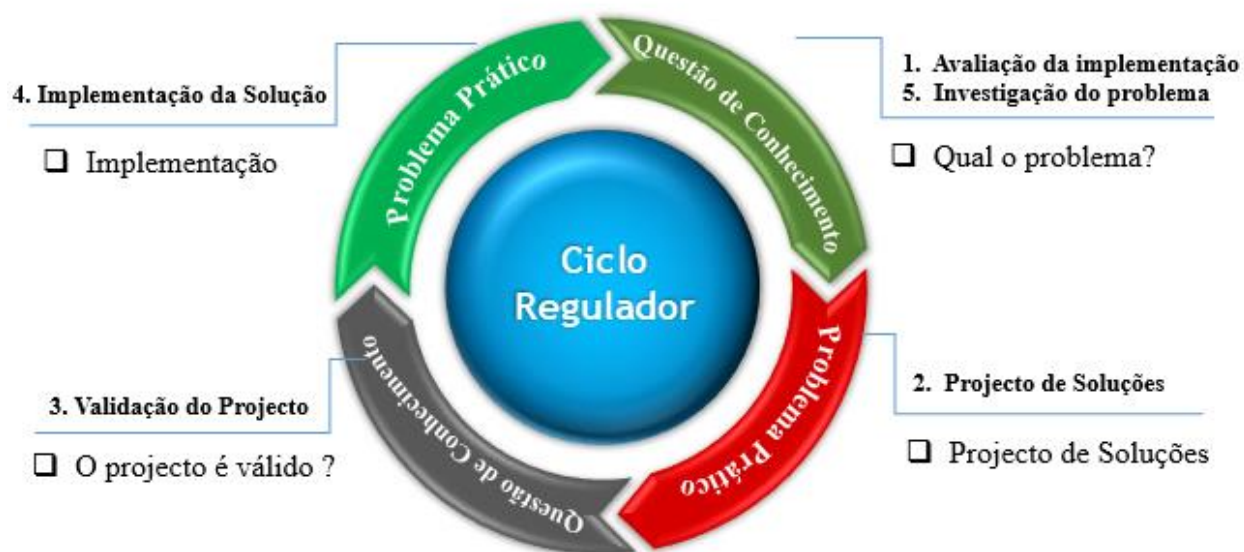 Problema Prático
Questão de Conhecimento
4. Implementação da Solução
❑ Implementação
1. Avaliação da implementação
5. Investigação do problema
❑ Qual o problema?
Ciclo
Regulador
3. Validação do Projecto
❑ O projecto é válido ?
Questão de Conhecimento
Problema Prático
2. Projecto de Soluções
❑ Projecto de Soluções